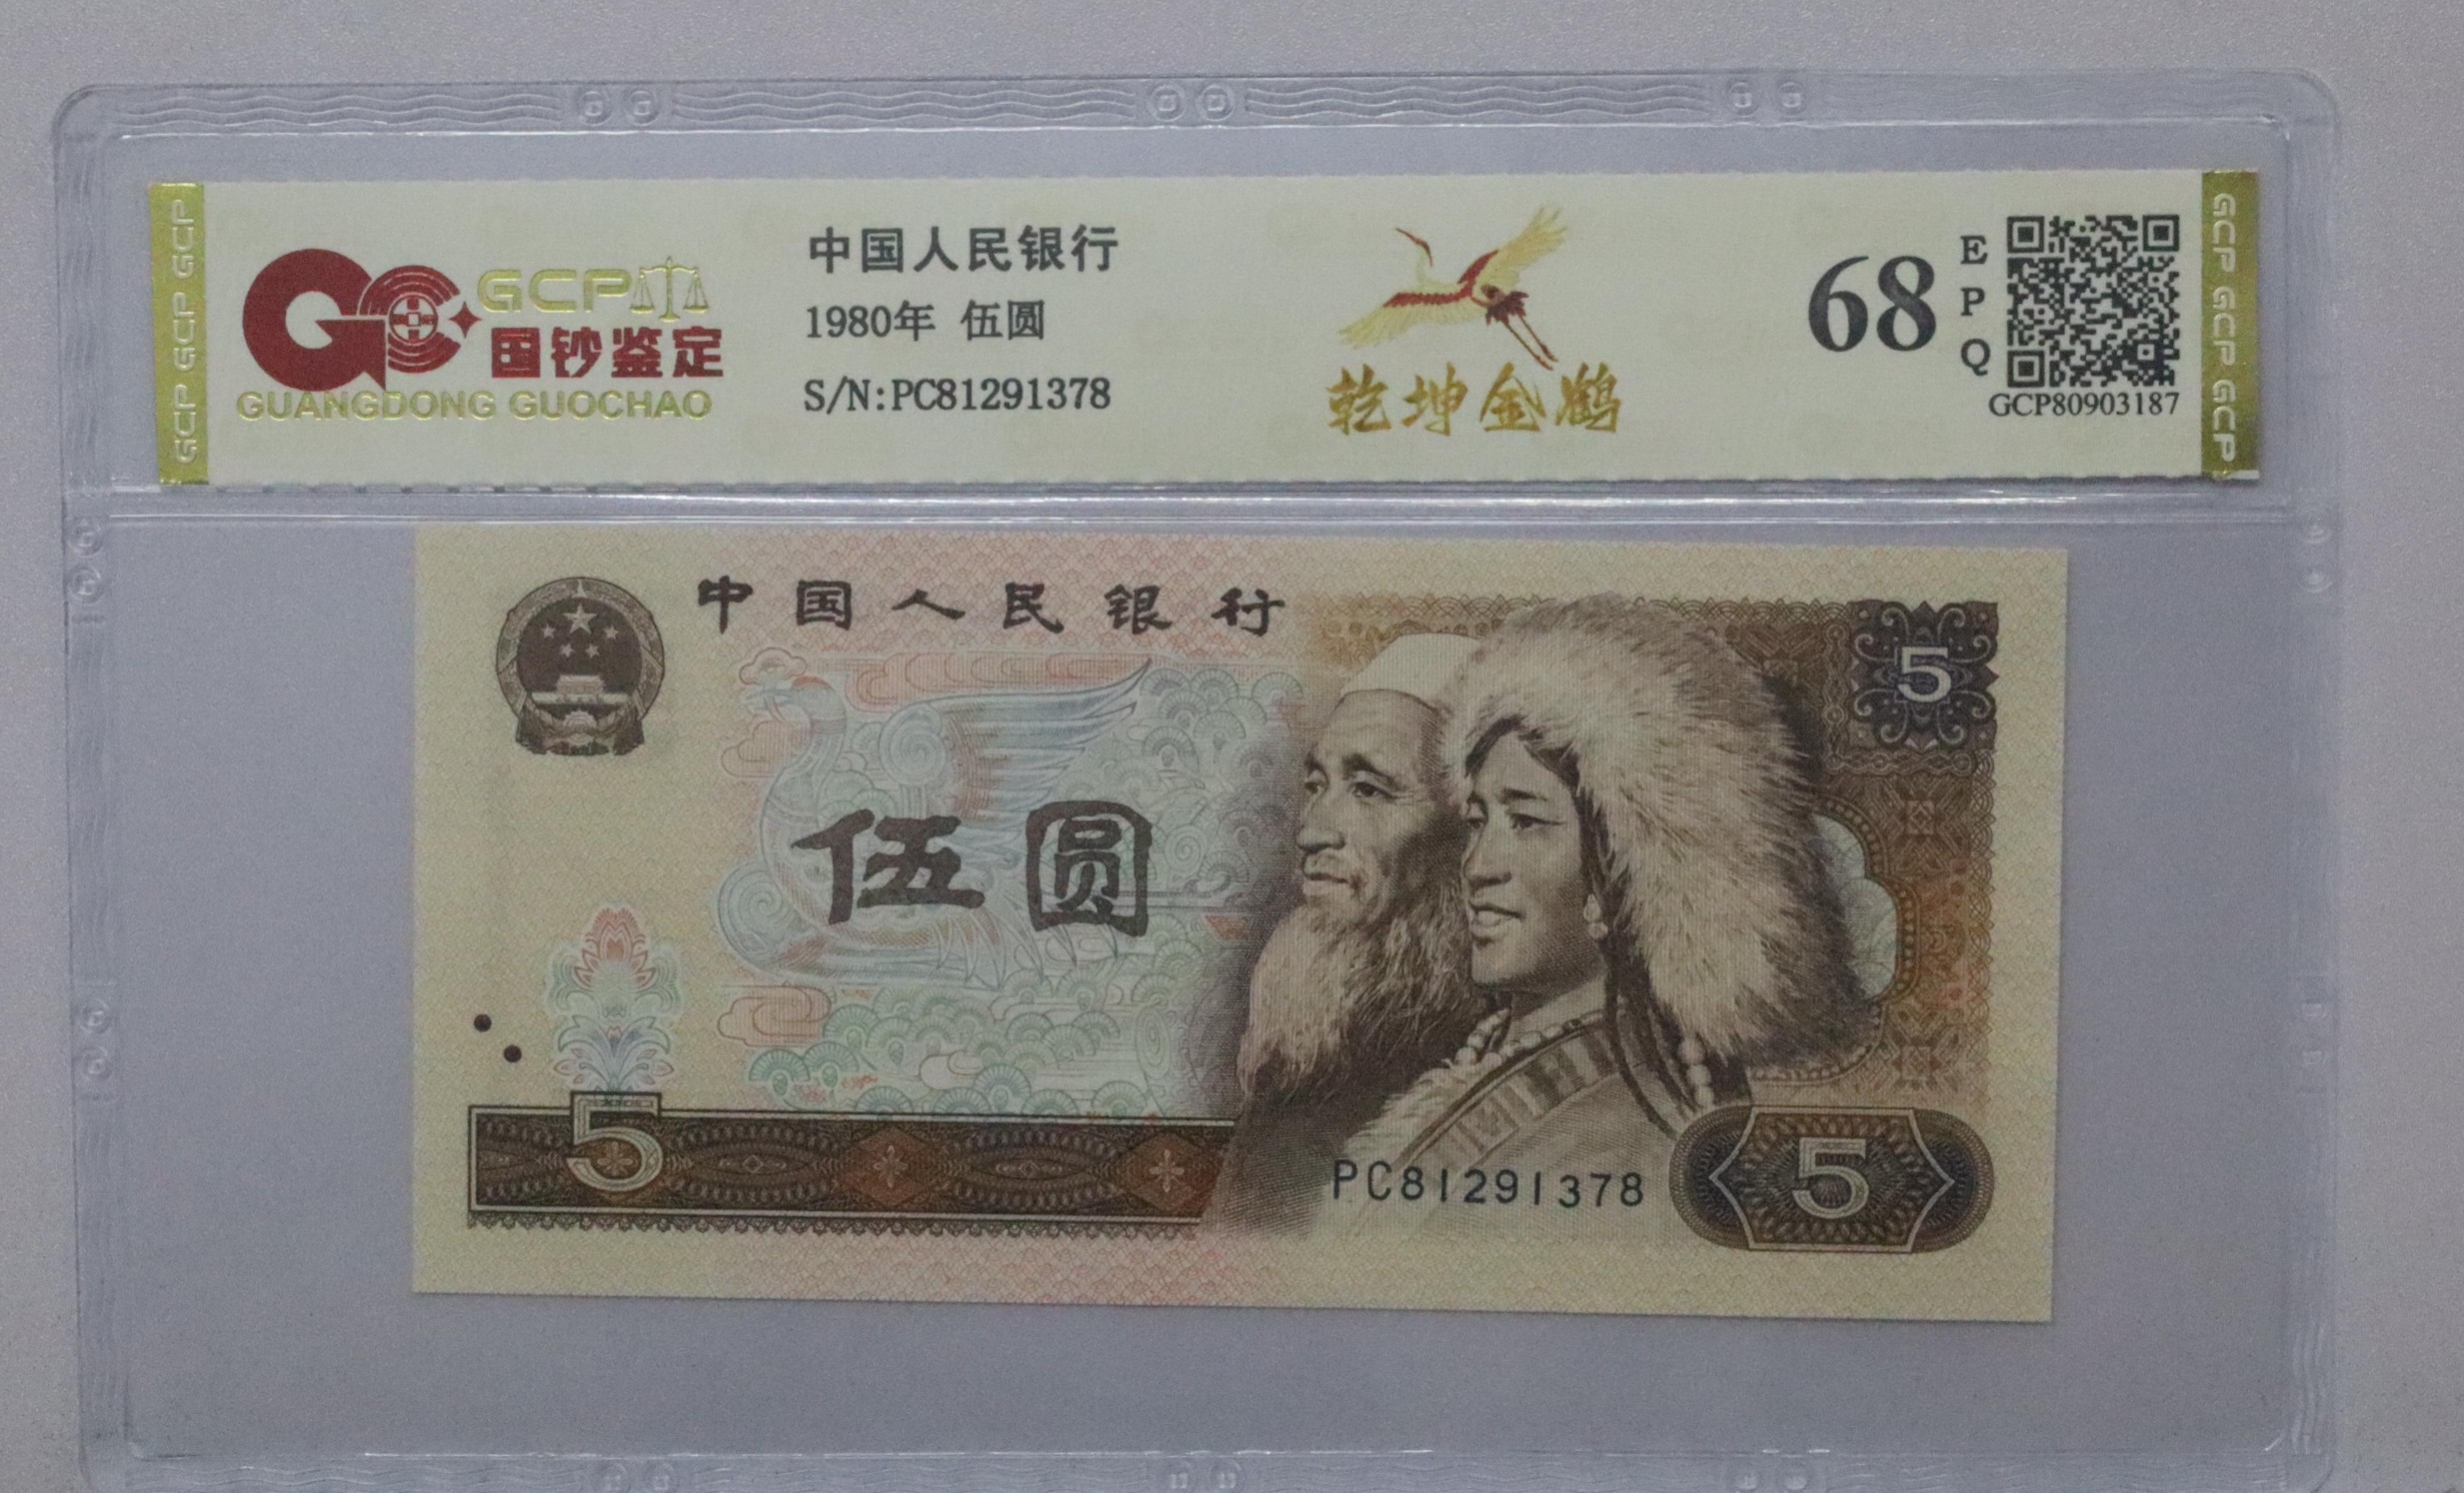 GCP GCP GCP
GCP
国钞鉴定
GUANGDONG GUOCHAO
中国人民银行
1980年 伍圆
S/N:PC81291378
乾坤金鹤
68
E
P
Q
GCP80903187
GCP GCP GCP
中国人民银行
5
伍圆
5
PC81291378
5